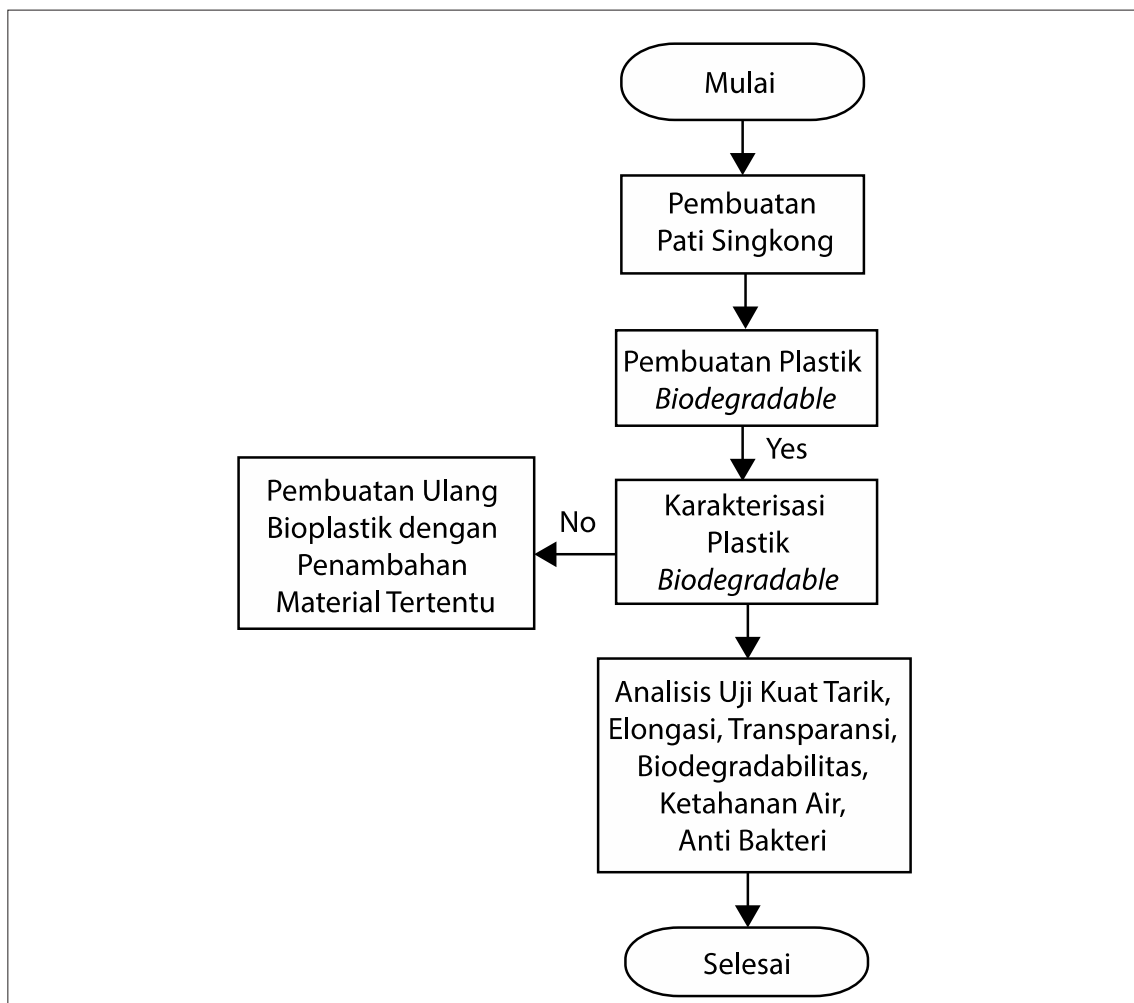 Mulai
Pembuatan
Pati Singkong
Pembuatan Plastik
Biodegradable
Yes
Karakterisasi
Plastik
Biodegradable
No
Pembuatan Ulang
Bioplastik dengan
Penambahan
Material Tertentu
Analisis Uji Kuat Tarik,
Elongasi, Transparansi,
Biodegradabilitas,
Ketahanan Air,
Anti Bakteri
Selesai